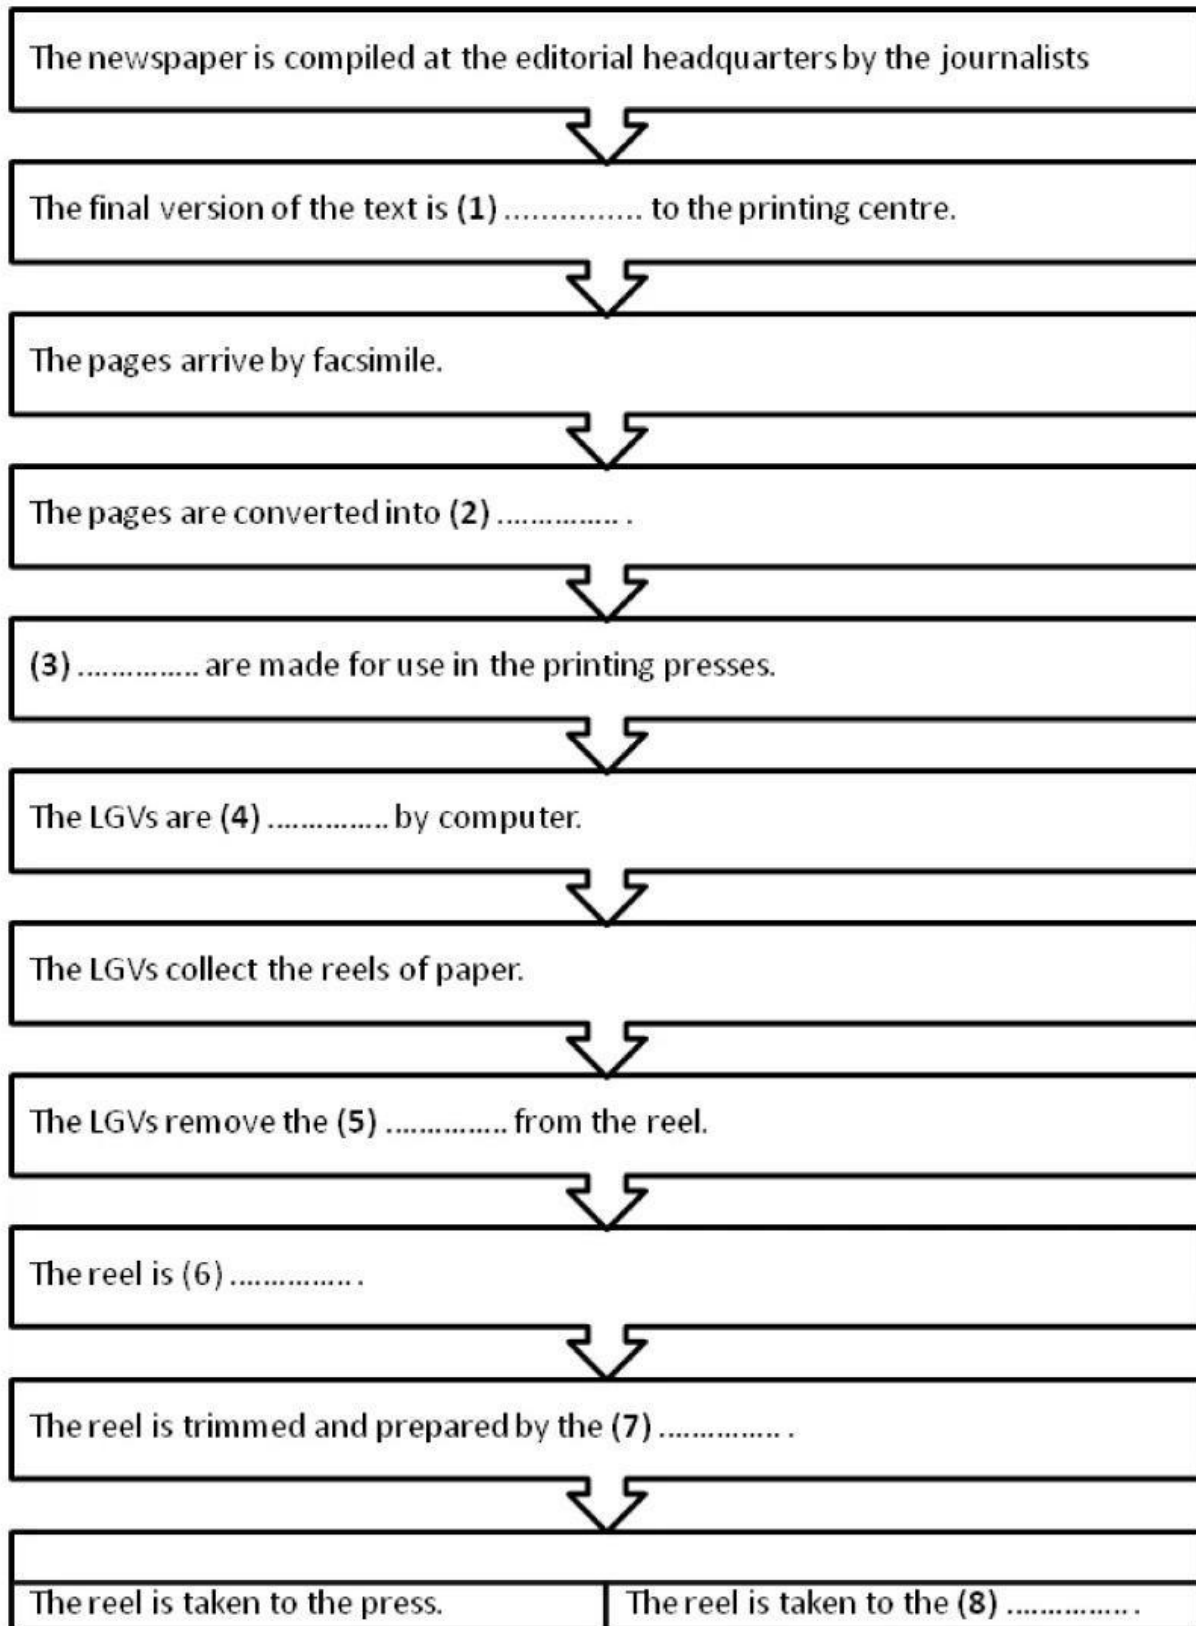 The newspaper is compiled at the editorial headquarters by the journalists
The final version of the text is (1) ............... to the printing centre.
The pages arrive by facsimile.
The pages are converted into (2) ............... .
(3) ............... are made for use in the printing presses.
The LGVs are (4) ............... by computer.
The LGVs collect the reels of paper.
The LGVs remove the (5) ............... from the reel.
The reel is (6) ............... .
The reel is trimmed and prepared by the (7) ............... .
The reel is taken to the press.
The reel is taken to the (8) ............... .